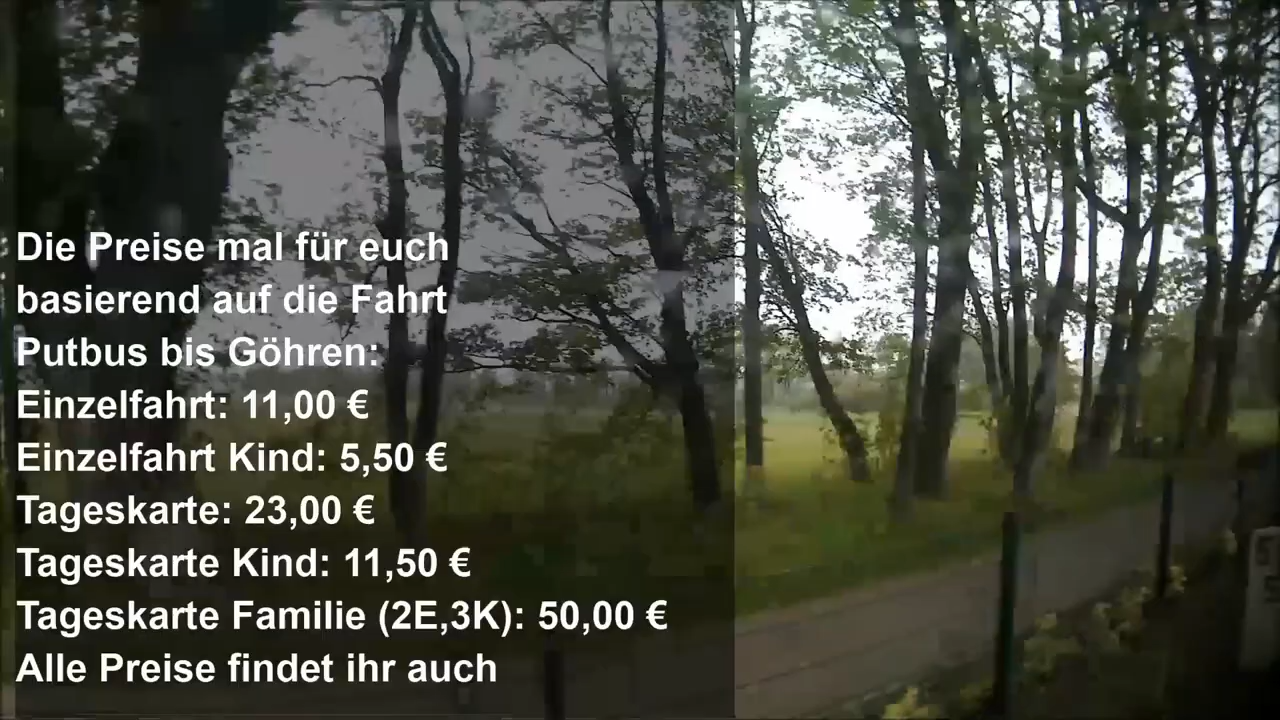 Die Preise mal für euch
basierend auf die Fahrt
Putbus bis Göhren:
Einzelfahrt: 11,00 €
Einzelfahrt Kind: 5,50 €
Tageskarte: 23,00 €
Tageskarte Kind: 11,50 €
Tageskarte Familie (2E,3K): 50,00 €
Alle Preise findet ihr auch